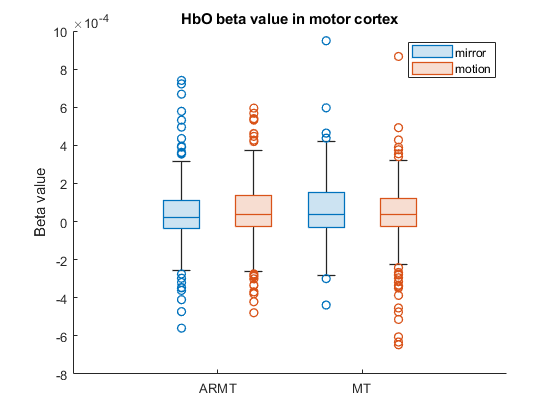 HbO beta value in motor cortex
×10-4
10
8
6
4
2
0
-2
-4
-6
-8
Beta value
mirror
motion
ARMT MT